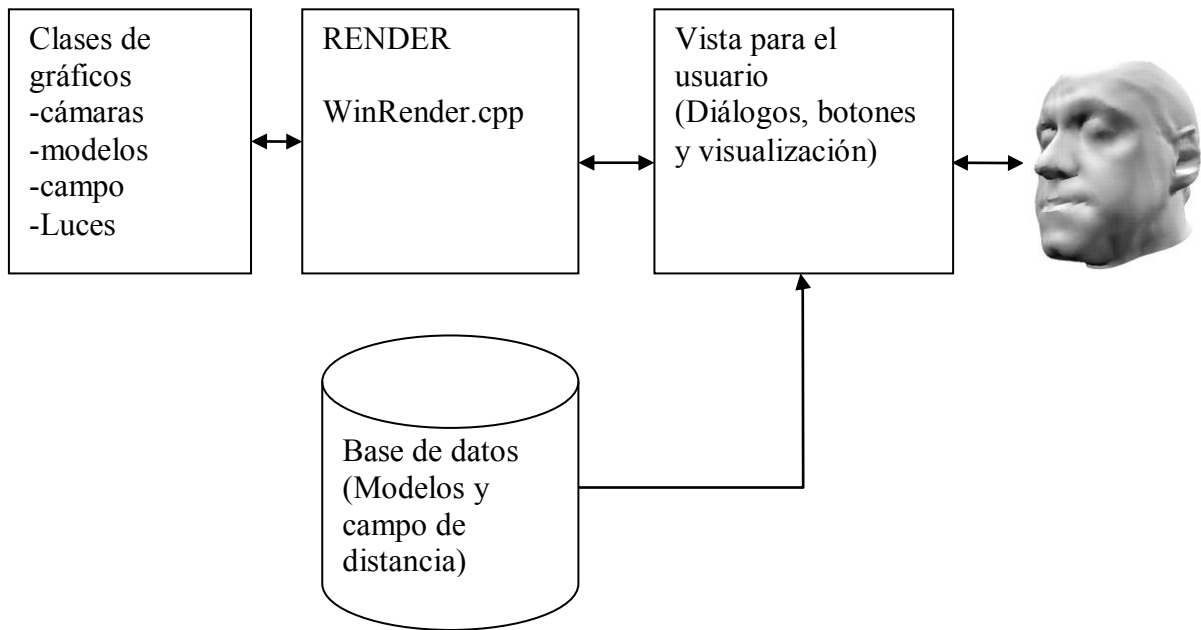 Clases de
gráficos
-cámaras
-modelos
-campo
-Luces
RENDER
WinRender.cpp
Vista para el
usuario
(Diálogos, botones
y visualización)
Base de datos
(Modelos y
campo de
distancia)